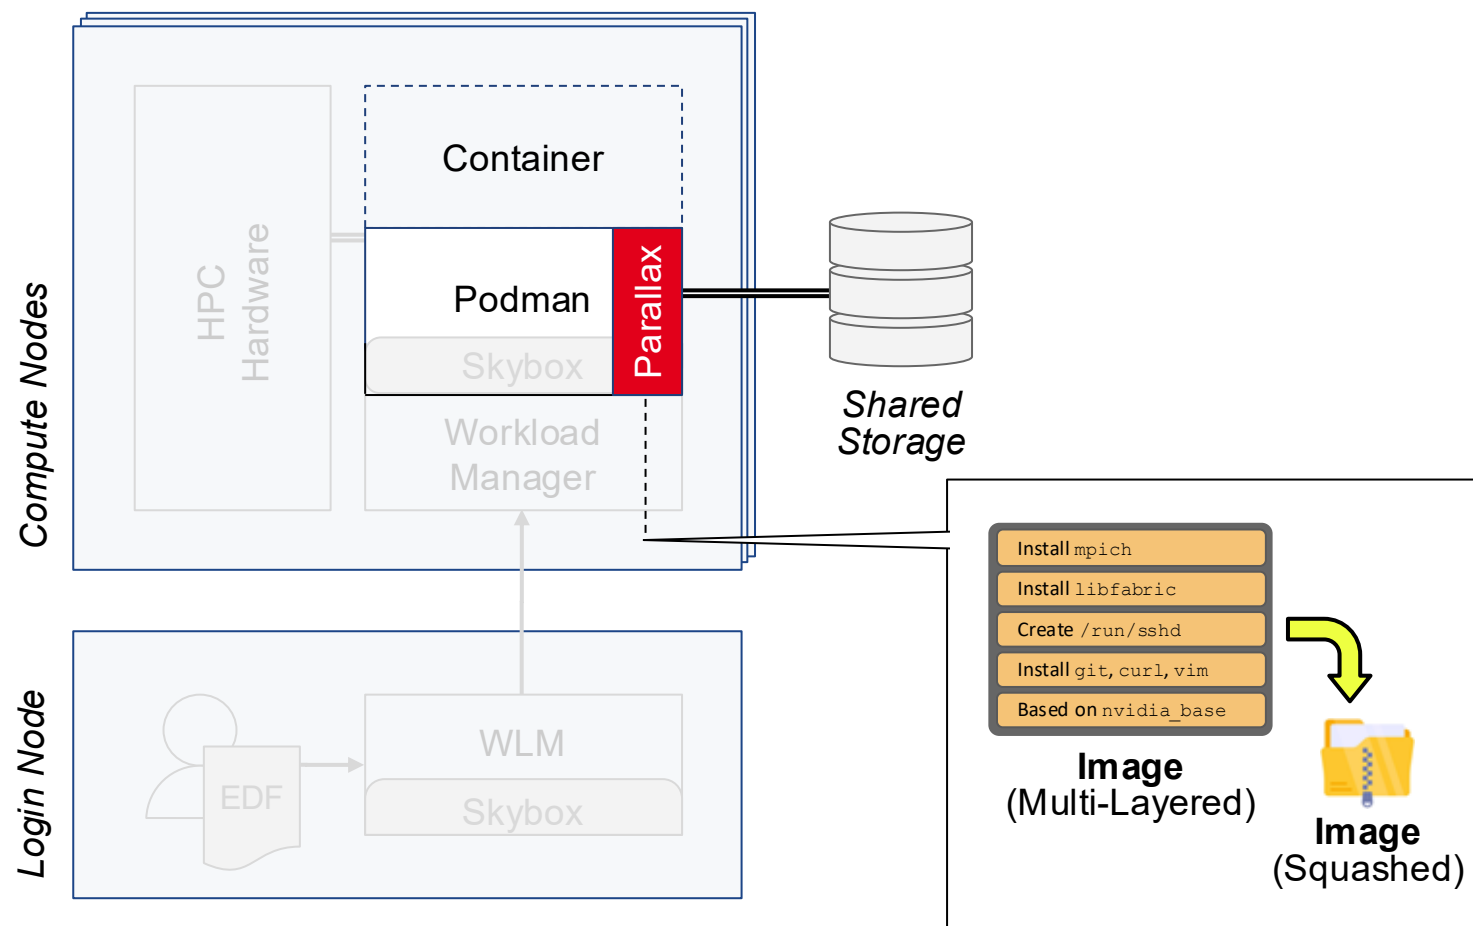 Compute Nodes
HPC
Hardware
Container
Podman
Parallax
Skybox
Workload
Manager
Shared
Storage
Login Node
EDF
WLM
Skybox
Install mpich
Install libfabric
Create /run/sshd
Install git, curl, vim
Based on nvidia_base
Image
(Multi-Layered)
Image
(Squashed)